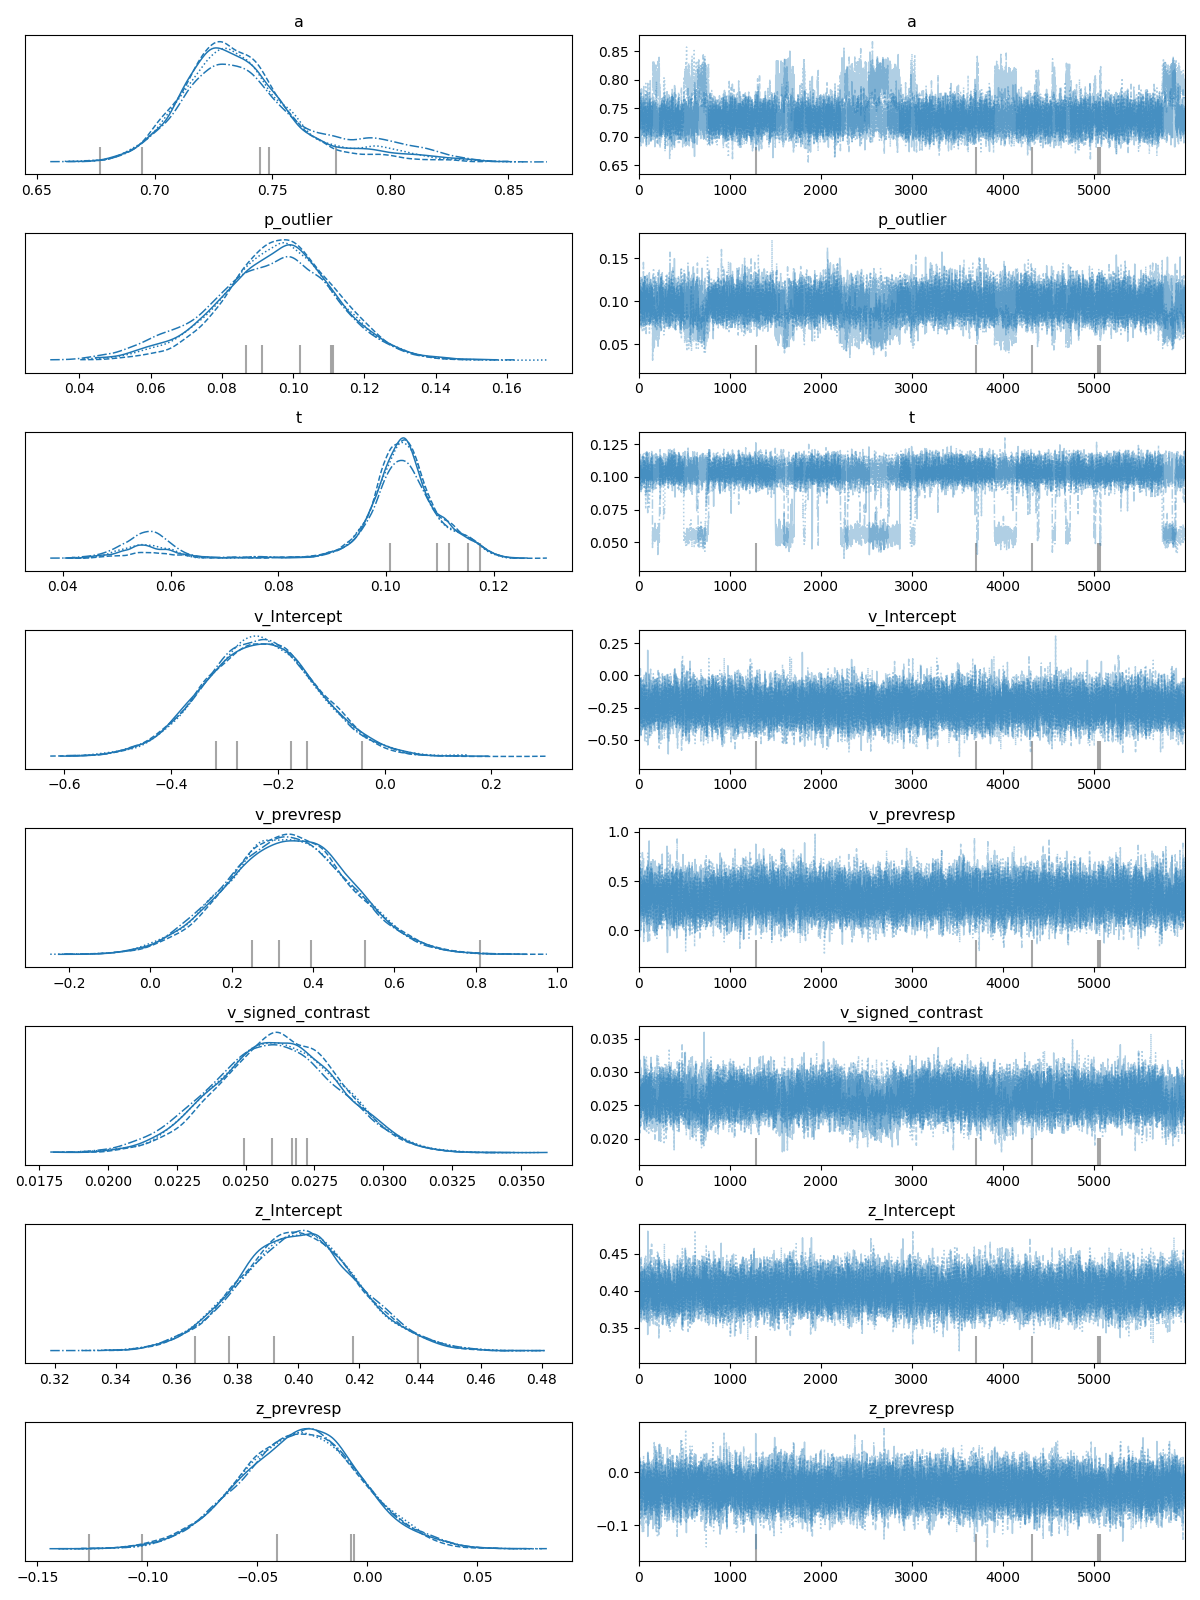 a a
0.85
0.80
0.75
0.70
0.65
0.65 0.70 0.75 0.80 0.85 0 1000 2000 3000 4000 5000
p_outlier p_outlier
0.15
0.10
0.05
0.04 0.06 0.08 0.10 0.12 0.14 0.16 0 1000 2000 3000 4000 5000
t t
0.125
0.100
0.075
0.050
0.04 0.06 0.08 0.10 0.12 0 1000 2000 3000 4000 5000
v_Intercept v_Intercept
0.25
0.00
−0.25
−0.50
−0.6 −0.4 −0.2 0.0 0.2 0 1000 2000 3000 4000 5000
v_prevresp v_prevresp
1.0
0.5
0.0
−0.2 0.0 0.2 0.4 0.6 0.8 1.0 0 1000 2000 3000 4000 5000
v_signed_contrast v_signed_contrast
0.035
0.030
0.025
0.020
0.0175 0.0200 0.0225 0.0250 0.0275 0.0300 0.0325 0.0350 0 1000 2000 3000 4000 5000
z_Intercept z_Intercept
0.45
0.40
0.35
0.32 0.34 0.36 0.38 0.40 0.42 0.44 0.46 0.48 0 1000 2000 3000 4000 5000
z_prevresp z_prevresp
0.0
−0.1
−0.15 −0.10 −0.05 0.00 0.05 0 1000 2000 3000 4000 5000